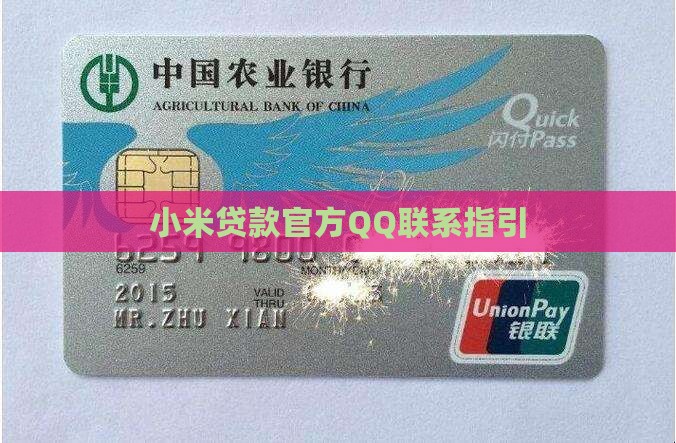 中国农业银行
AGRICULTURAL BANK OF CHINA
Quick
闪付Pass
小米贷款官方QQ联系指引
6259
MONTH
2015
VALID
THRU
MR.ZHU XIAN
UnionPay
银联